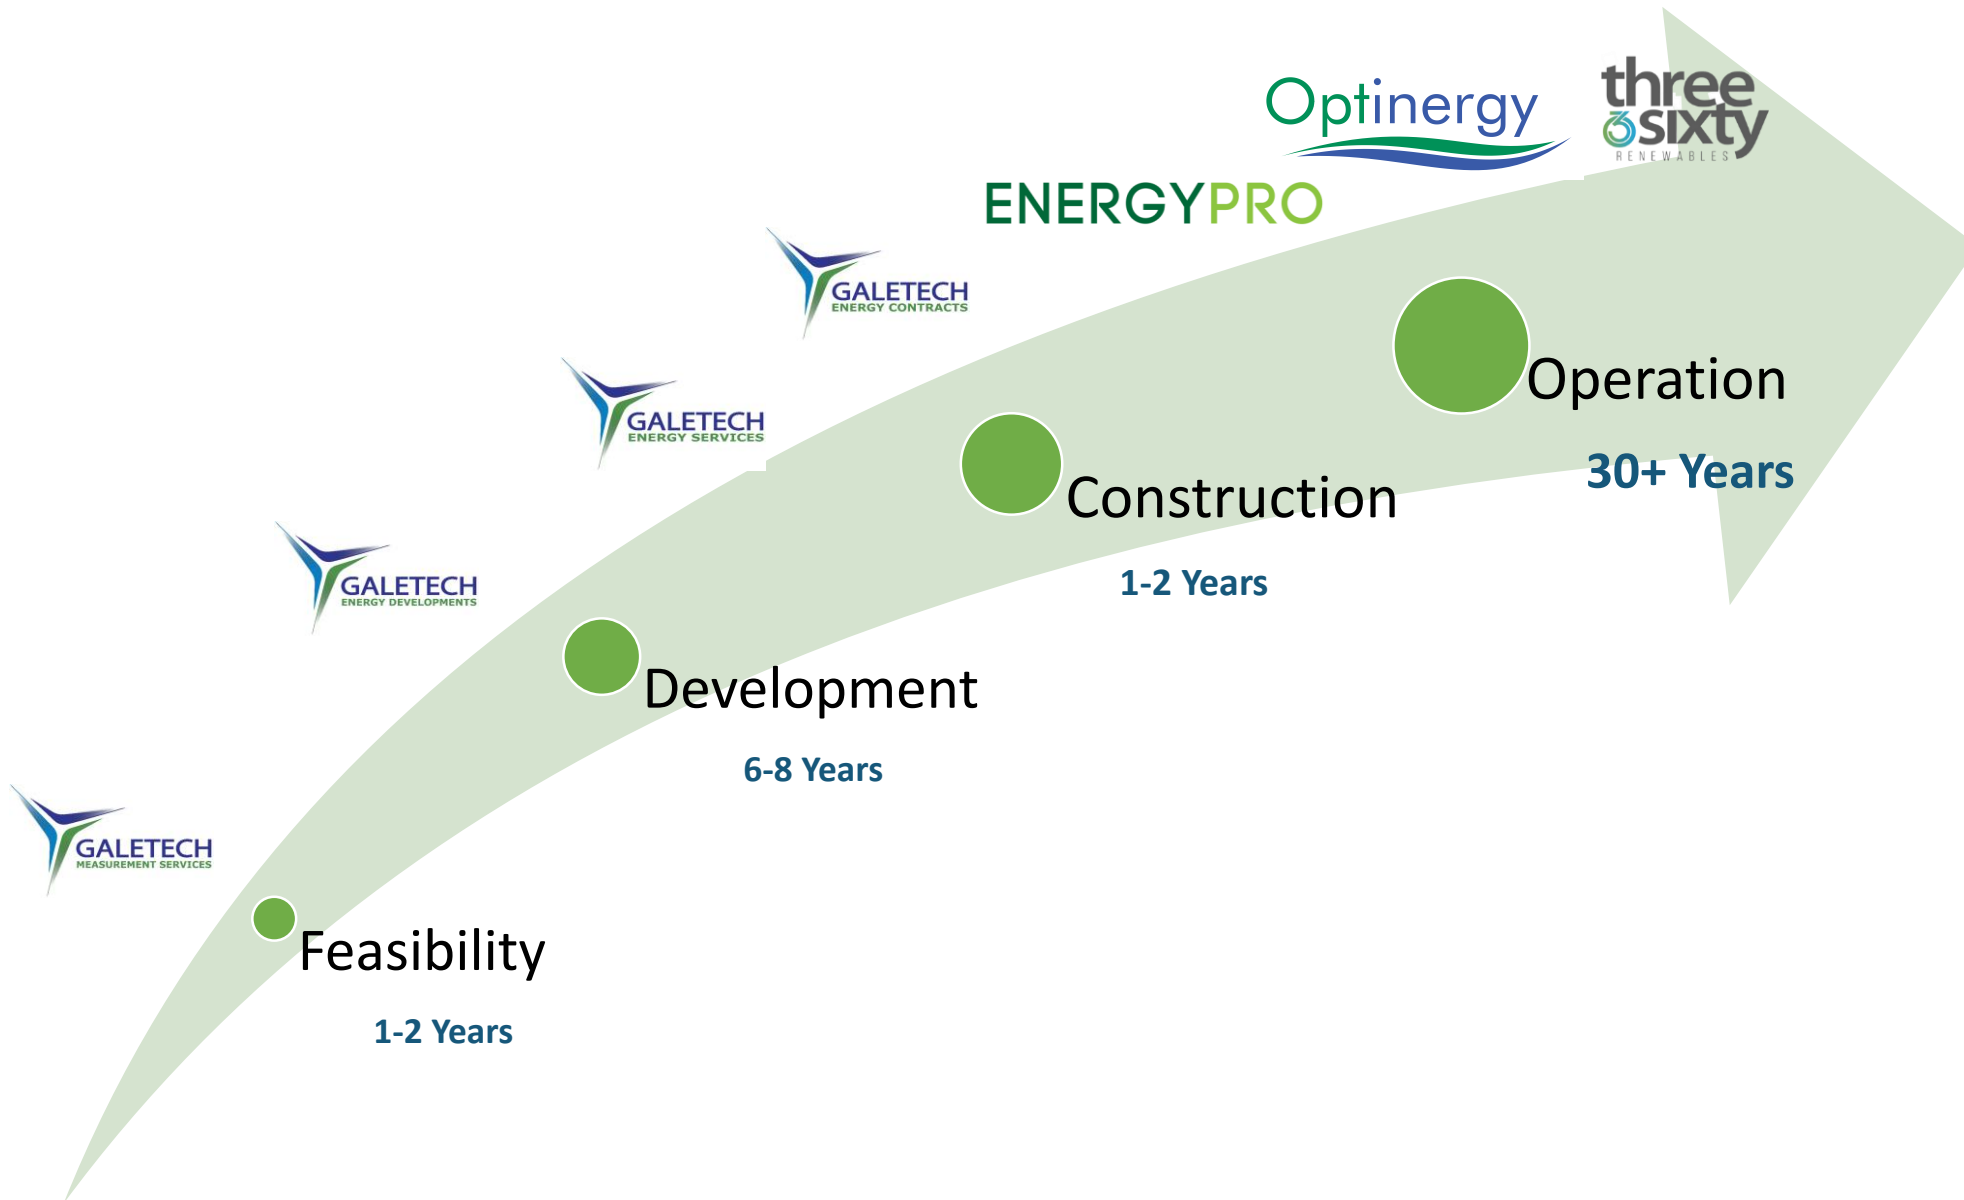 Optinergy
three
3sixty
RENEWABLES
ENERGYPRO
GALETECH
ENERGY CONTRACTS
GALETECH
ENERGY SERVICES
GALETECH
ENERGY DEVELOPMENTS
GALETECH
MEASUREMENT SERVICES
Operation
30+ Years
Construction
1-2 Years
Development
6-8 Years
Feasibility
1-2 Years